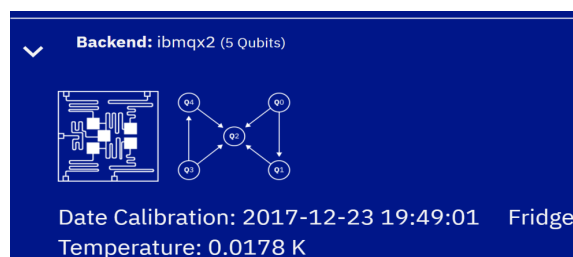 Backend: ibmqx2 (5 Qubits)
Q4 Q0
Q2
Q3 Q1
Date Calibration: 2017-12-23 19:49:01 Fridge
Temperature: 0.0178 K